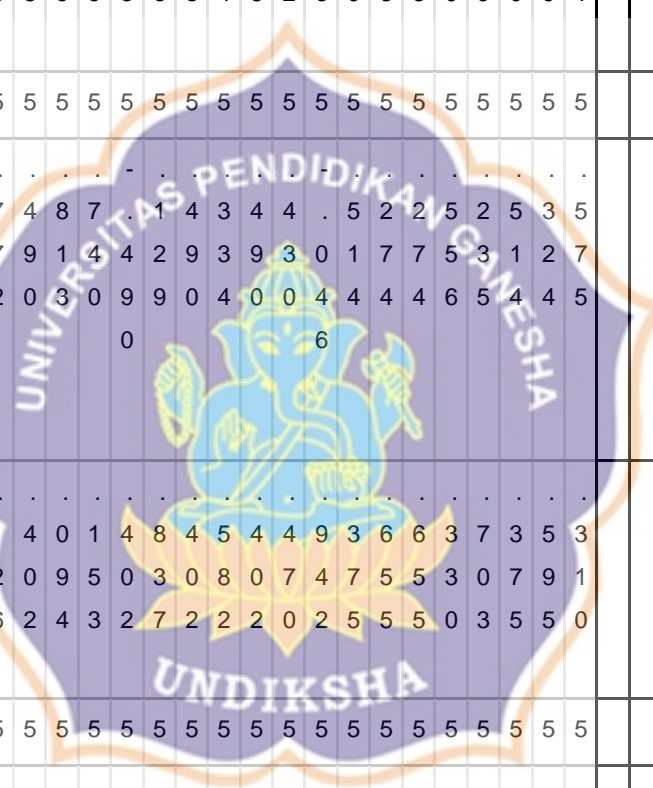 5 5 5 5 5 5 5 5 5 5 5 5 5 5 5 5 5 5
. . . - . . . . . - . . . . . . . .
4 8 7 . 1 4 3 4 4 . 5 2 2 5 2 5 3 5
9 1 4 4 2 9 3 9 3 0 1 7 7 5 3 1 2 7
0 3 0 9 9 0 4 0 0 4 4 4 4 6 5 4 4 5
0 6
. . . . . . . . . . . . . . . . . .
4 0 1 4 8 4 5 4 4 9 3 6 6 3 7 3 5 3
0 9 5 0 3 0 8 0 7 4 7 5 5 3 0 7 9 1
2 4 3 2 7 2 2 2 0 2 5 5 5 0 3 5 5 0
5 5 5 5 5 5 5 5 5 5 5 5 5 5 5 5 5 5
UNIVERSITAS PENDIDIKAN GANESHA
UNDIKSHA